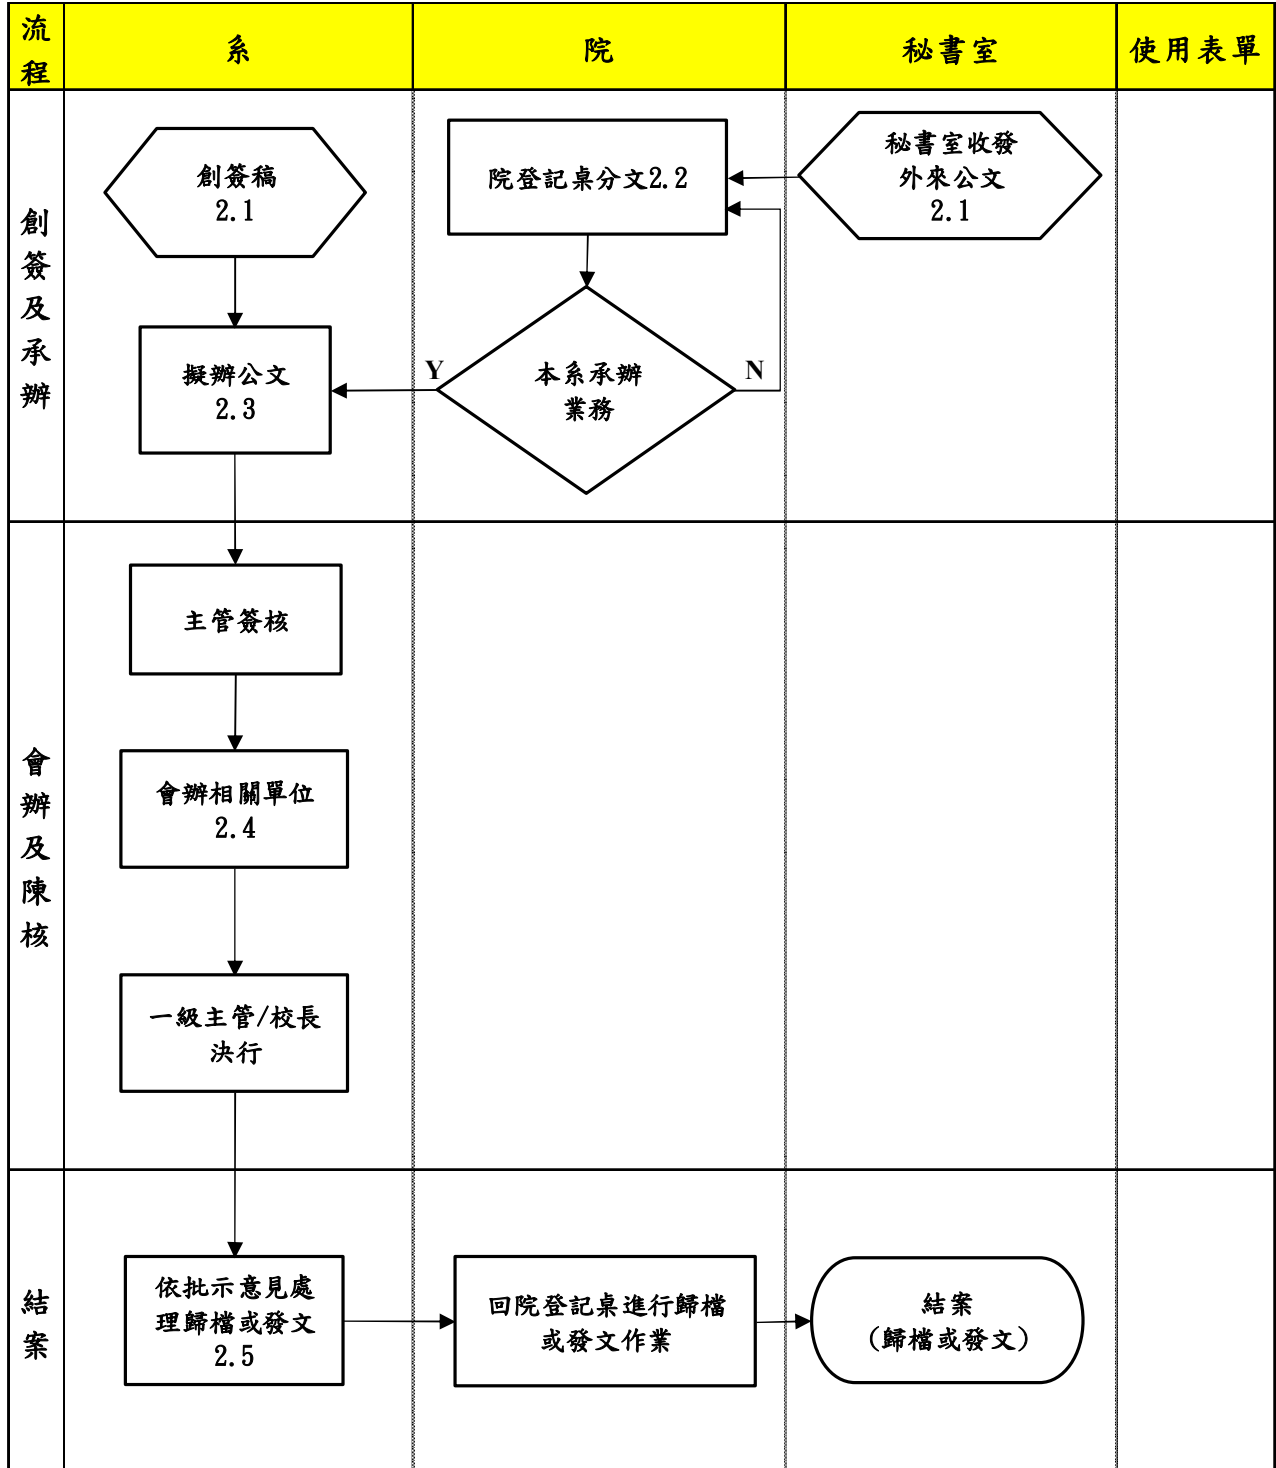 流程
系
院
秘書室
使用表單
創簽及承辦
創簽稿
2.1
院登記桌分文2.2
秘書室收發
外來公文
2.1
擬辦公文
2.3
Y
本系承辦
業務
N
會辦及陳核
主管簽核
會辦相關單位
2.4
一級主管/校長
決行
結案
依批示意見處
理歸檔或發文
2.5
回院登記桌進行歸檔
或發文作業
結案
(歸檔或發文)